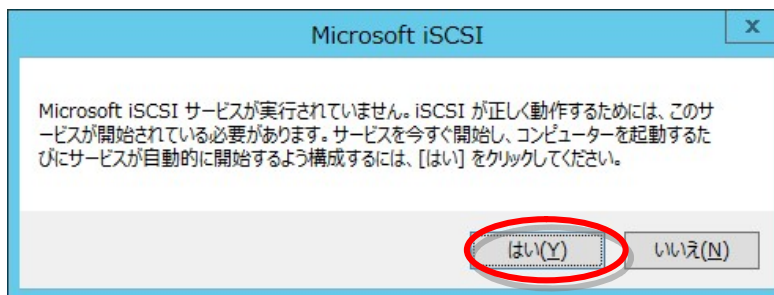 Microsoft iSCSI
x
Microsoft iSCSI サービスが実行されていません。iSCSI が正しく動作するためには、このサ
ービスが開始されている必要があります。サービスを今すぐ開始し、コンピューターを起動するた
びにサービスが自動的に開始するよう構成するには、[はい] をクリックしてください。
はい(Y) いいえ(N)